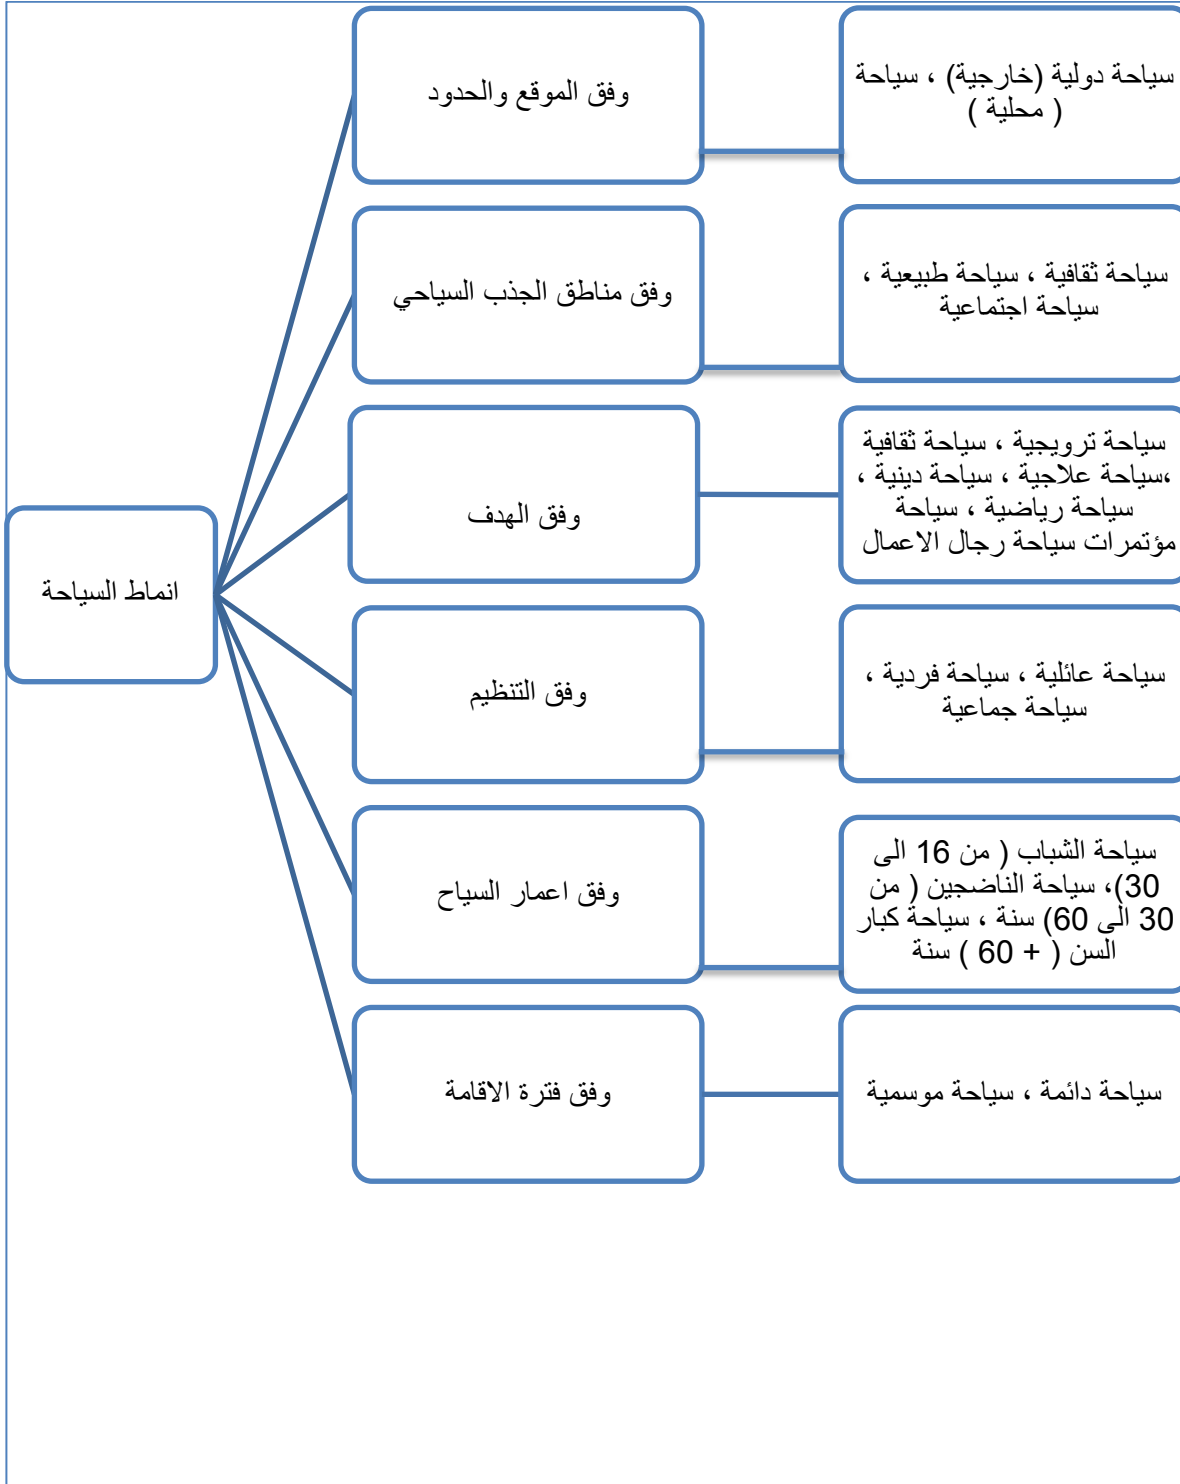 انماط السياحة
وفق الموقع والحدود
سياحة دولية (خارجية) ، سياحة
( محلية )
وفق مناطق الجذب السياحي
سياحة ثقافية ، سياحة طبيعية ،
سياحة اجتماعية
وفق الهدف
سياحة ترويجية ، سياحة ثقافية
،سياحة علاجية ، سياحة دينية ،
سياحة رياضية ، سياحة
مؤتمرات سياحة رجال الاعمال
وفق التنظيم
سياحة عائلية ، سياحة فردية ،
سياحة جماعية
وفق اعمار السياح
سياحة الشباب ( من 16 الى
30)، سياحة الناضجين ( من
30 الى 60) سنة ، سياحة كبار
السن ( + 60 ) سنة
وفق فترة الاقامة
سياحة دائمة ، سياحة موسمية